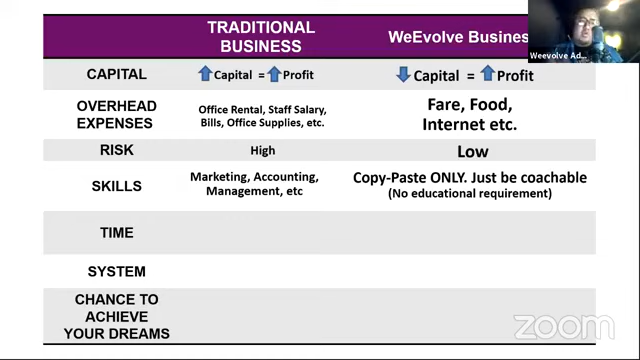 TRADITIONAL
BUSINESS
WeEvolve Business
Weevolve Ad...
CAPITAL
Capital = Profit
Capital = Profit
OVERHEAD
EXPENSES
Office Rental, Staff Salary,
Bills, Office Supplies, etc.
Fare, Food,
Internet etc.
RISK
High
Low
SKILLS
Marketing, Accounting,
Management, etc
Copy-Paste ONLY. Just be coachable
(No educational requirement)
TIME
SYSTEM
CHANCE TO
ACHIEVE
YOUR DREAMS
zoom